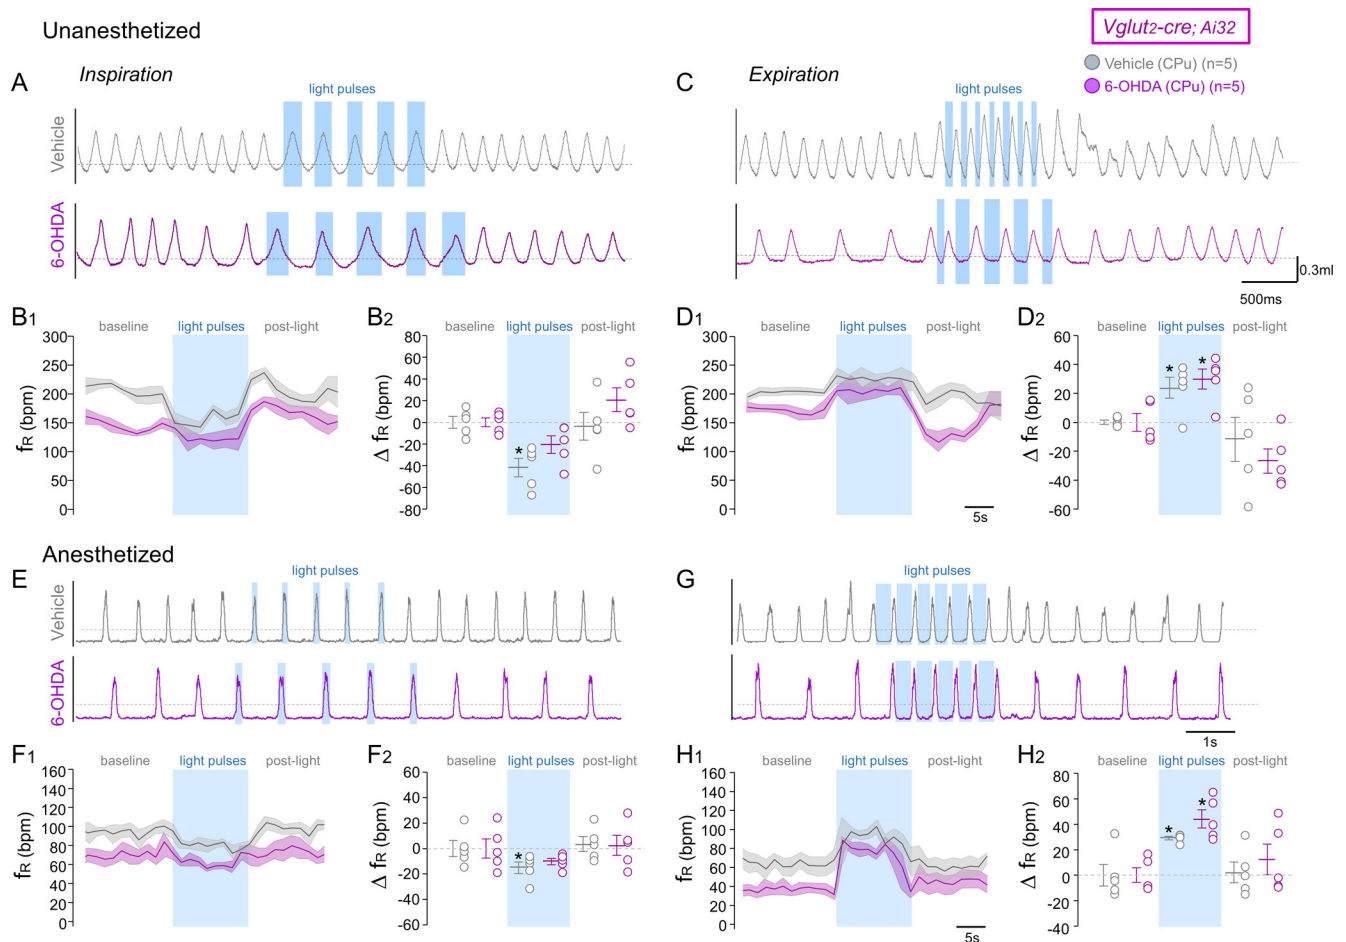 Unanesthetized
Vglut2-cre; Ai32
Inspiration
Expiration
Vehicle (CPu) (n=5)
6-OHDA (CPu) (n=5)
A
light pulses
Vehicle
6-OHDA
C
light pulses
0.3ml
500ms
B1
baseline
light pulses
post-light
fR (bpm)
300
250
200
150
100
50
0
B2
baseline
light pulses
post-light
Δ fR (bpm)
80
60
40
20
0
-20
-40
-60
-80
*
D1
baseline
light pulses
post-light
fR (bpm)
300
250
200
150
100
50
0
5s
D2
baseline
light pulses
post-light
Δ fR (bpm)
60
40
20
0
-20
-40
-60
* *
Anesthetized
E
light pulses
Vehicle
6-OHDA
G
light pulses
1s
F1
baseline
light pulses
post-light
fR (bpm)
160
140
120
100
80
60
40
20
0
F2
baseline
light pulses
post-light
Δ fR (bpm)
60
40
20
0
-20
-40
-60
*
H1
baseline
light pulses
post-light
fR (bpm)
160
140
120
100
80
60
40
20
0
5s
H2
baseline
light pulses
post-light
Δ fR (bpm)
80
60
40
20
0
-20
-40
* *